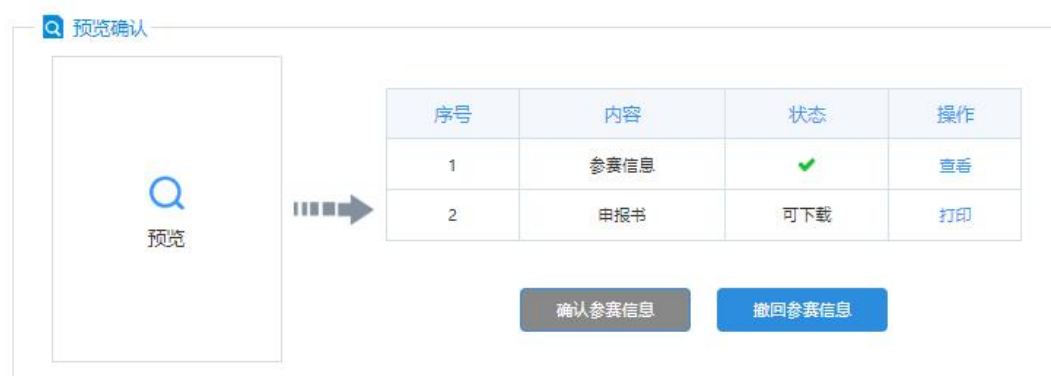 预览确认
序号 内容 状态 操作
1 参赛信息 查看
预览
2 申报书 可下载 打印
确认参赛信息 撤回参赛信息